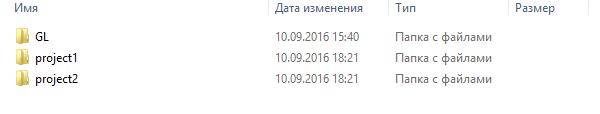 Имя Дата изменения Тип Размер
GL 10.09.2016 15:40 Папка с файлами
project1 10.09.2016 18:21 Папка с файлами
project2 10.09.2016 18:21 Папка с файлами